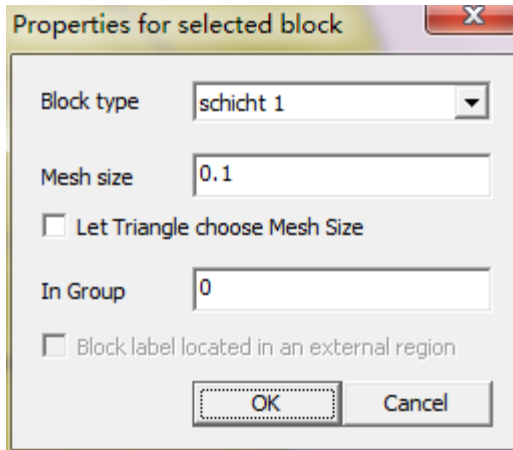 Properties for selected block
x
Block type schicht 1
Mesh size 0.1
Let Triangle choose Mesh Size
In Group 0
Block label located in an external region
OK Cancel